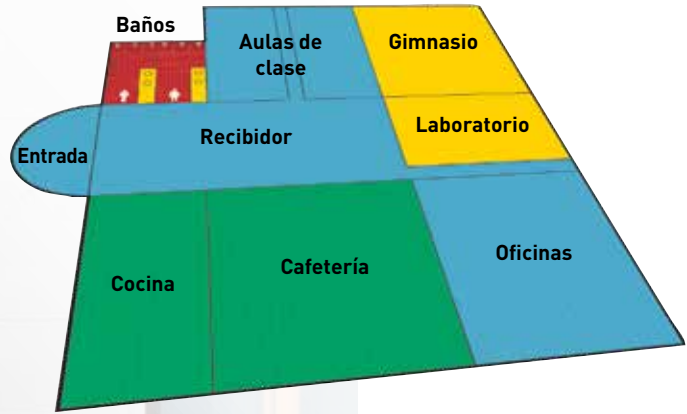 Baños
Aulas de
clase
Gimnasio
Laboratorio
Recibidor
Entrada
Cocina
Cafetería
Oficinas